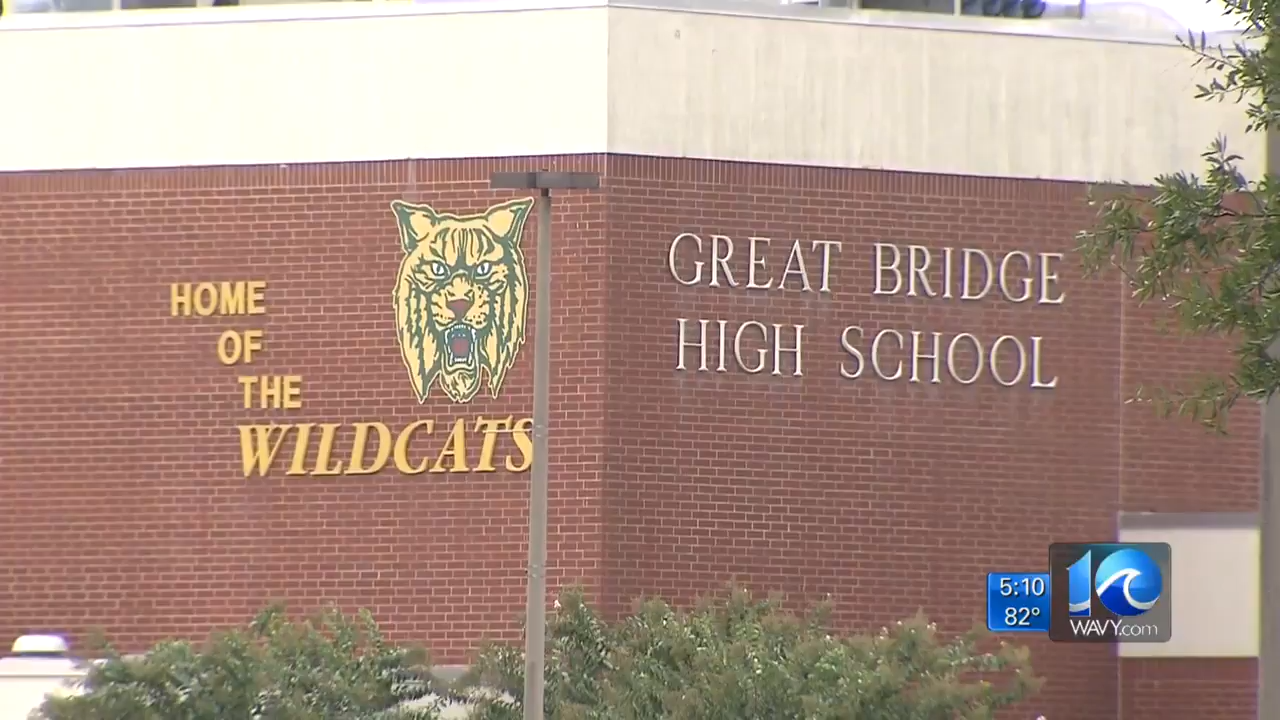 HOME
OF
THE
WILDCATS
GREAT BRIDGE
HIGH SCHOOL
5:10
82°
10
WAVY.com